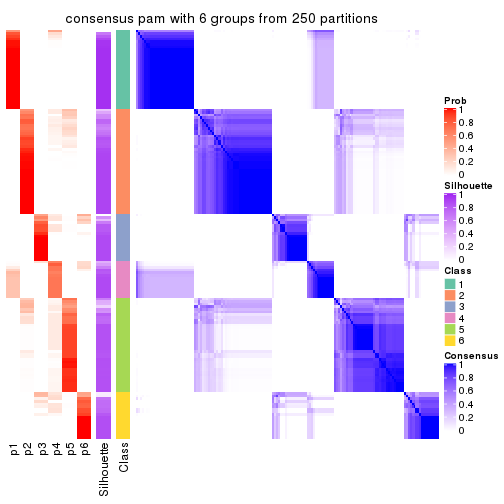 consensus pam with 6 groups from 250 partitions
Prob
1
0.8
0.6
0.4
0.2
0
Silhouette
1
0.8
0.6
0.4
0.2
0
Class
1
2
3
4
5
6
Consensus
1
0.8
0.6
0.4
0.2
0
p1
p2
p3
p4
p5
p6
Silhouette
Class